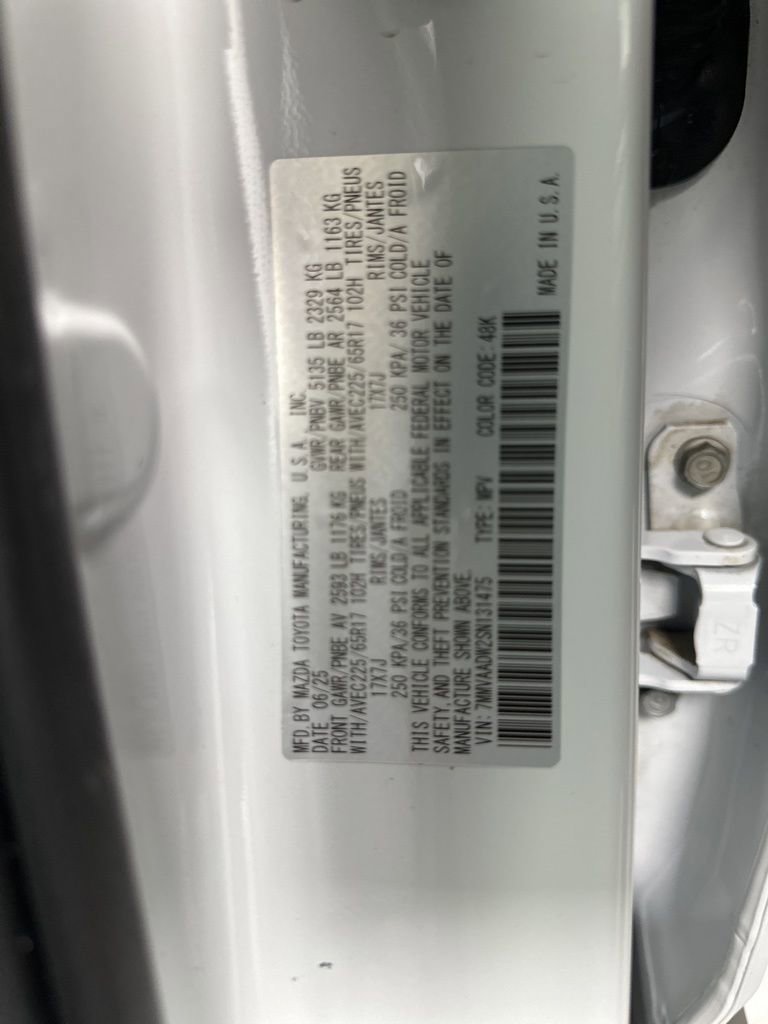 MFD.BY MAZDA TOYOTA MANUFACTURING, U.S.A., INC.
DATE 06/25 GVWR/PNBV 5135 LB 2329 KG
FRONT GAWR/PNBE AV 2593 LB 1176 KG REAR GAWR/PNBE AR 2564 LB 1163 KG
WITH/AVEC225/65R17 102H TIRES/PNEUS WITH/AVEC225/65R17 102H TIRES/PNEUS
17X7J RIMS/JANTES 17X7J RIMS/JANTES
250 KPA/36 PSI COLD/A FROID 250 KPA/ 36 PSI COLD/A FROID
THIS VEHICLE CONFORMS TO ALL APPLICABLE FEDERAL MOTOR VEHICLE
SAFETY,AND THEFT PREVENTION STANDARDS IN EFFECT ON THE DATE OF
MANUFACTURE SHOWN ABOVE.
VIN: 7MMVAADW2SN131475 TYPE: MPV COLOR CODE: 48K
MADE IN U.S.A.
ZR